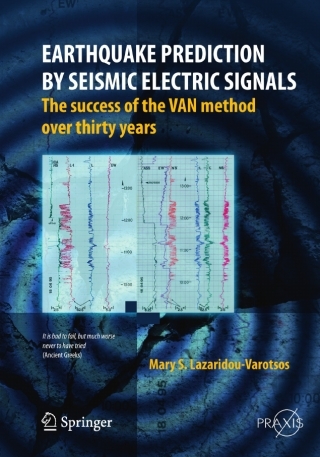 EARTHQUAKE PREDICTION
BY SEISMIC ELECTRIC SIGNALS
The success of the VAN method
over thirty years
It is bad to fail, but much worse
never to have tried
(Ancient Greeks)
Mary S. Lazaridou-Varotsos
Springer
PRAXIS